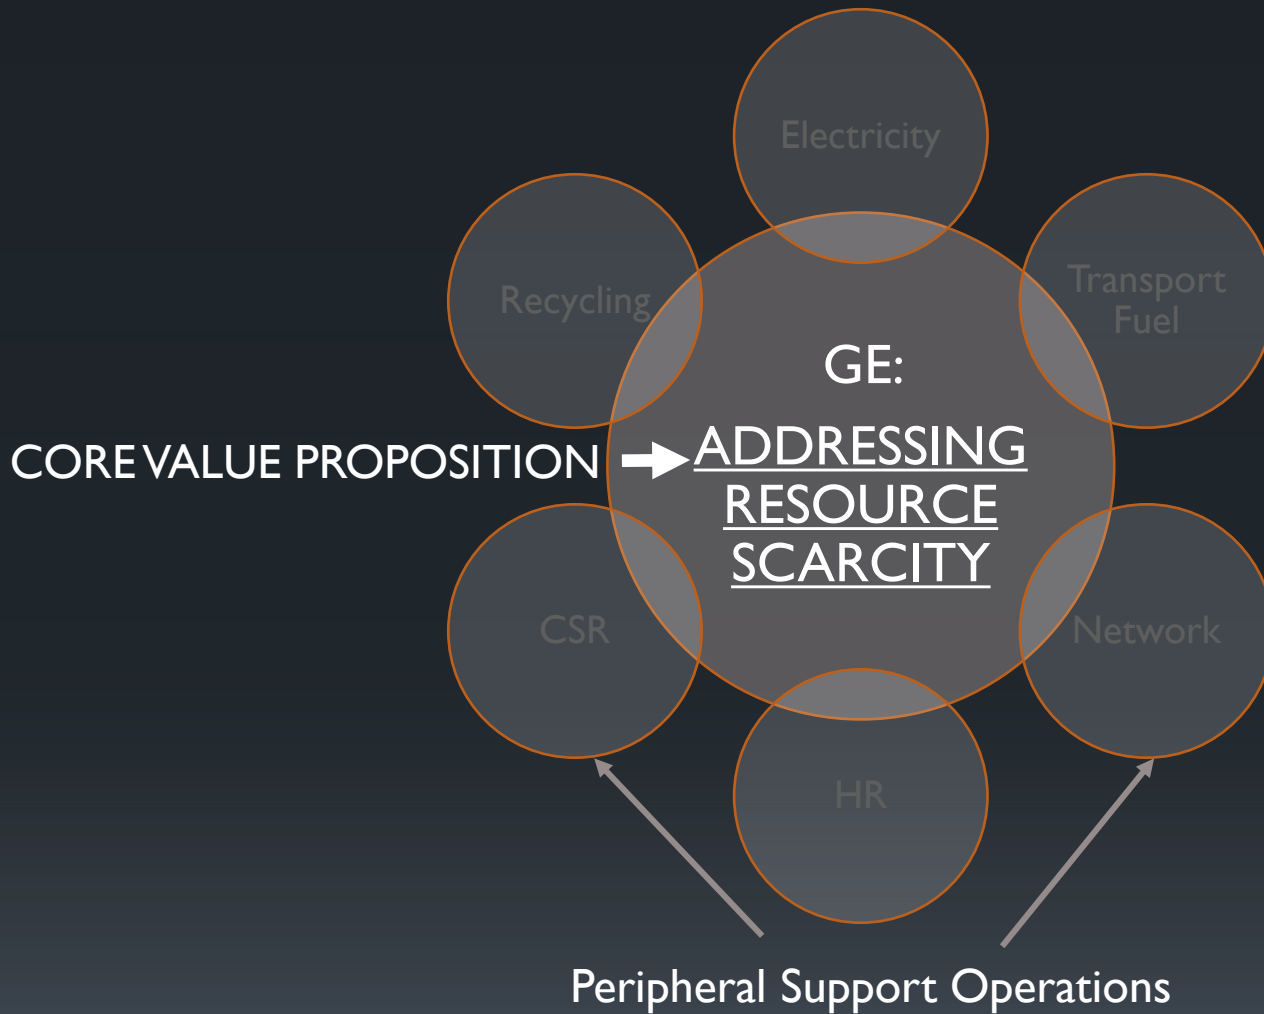 Electricity
Recycling
Transport
Fuel
GE:
CORE VALUE PROPOSITION
ADDRESSING
RESOURCE
SCARCITY
CSR
Network
HR
Peripheral Support Operations